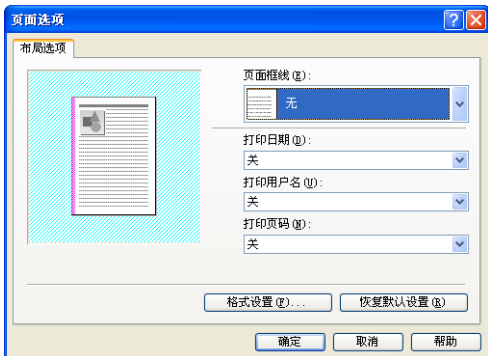 页面选项
布局选项
页面框线(E):
无
打印日期(D):
关
打印用户名(U):
关
打印页码(N):
关
格式设置(F)...
恢复默认设置(R)
确定
取消
帮助